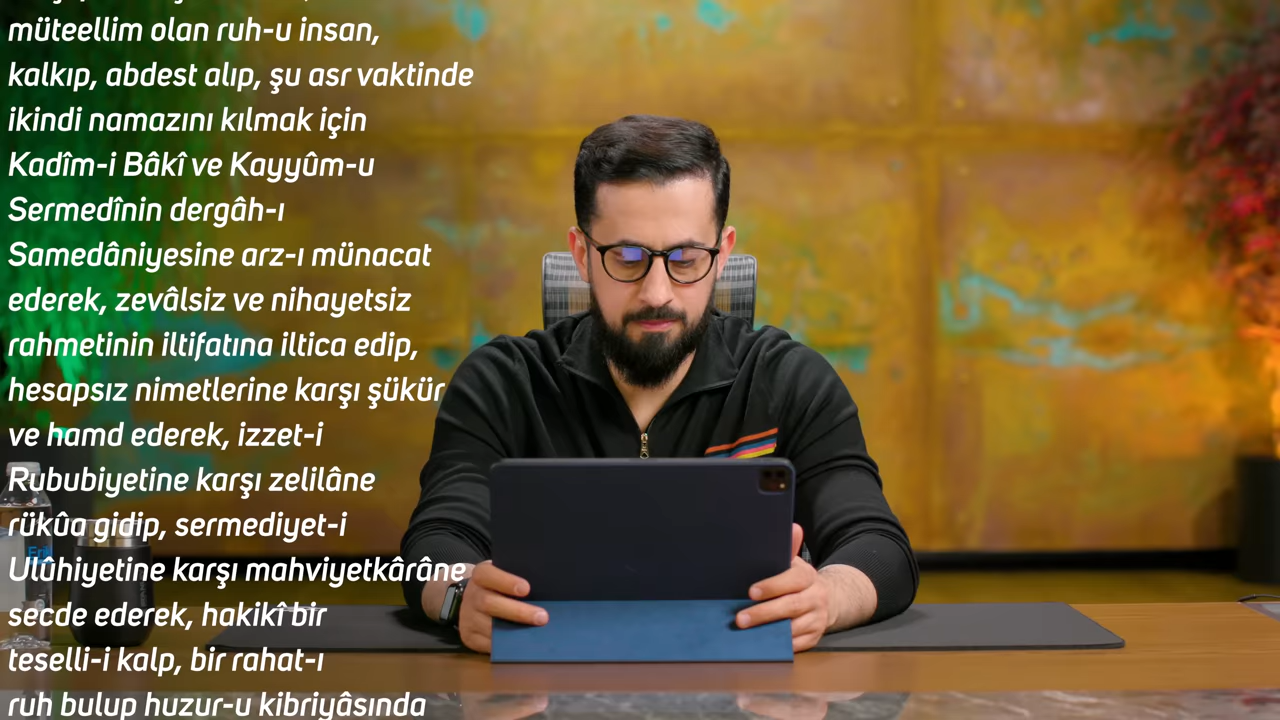 müteellim olan ruh-u insan,
kalkıp, abdest alıp, şu asr vaktinde
ikindi namazını kılmak için
Kadîm-i Bâkî ve Kayyûm-u
Sermedînin dergâh-ı
Samedâniyesine arz-ı münacat
ederek, zevâlsiz ve nihayetsiz
rahmetinin iltifatına iltica edip,
hesapsız nimetlerine karşı şükür
ve hamd ederek, izzet-i
Rububiyetine karşı zelilâne
rükûa gidip, sermediyet-i
Ulûhiyetine karşı mahviyetkârâne
secde ederek, hakikî bir
teselli-i kalp, bir rahat-ı
ruh bulup huzur-u kibriyâsında